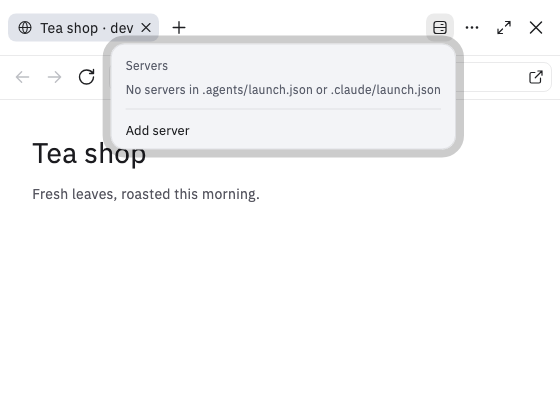 Tea shop · dev
Servers
No servers in .agents/launch.json or .claude/launch.json
Add server
Tea shop
Fresh leaves, roasted this morning.